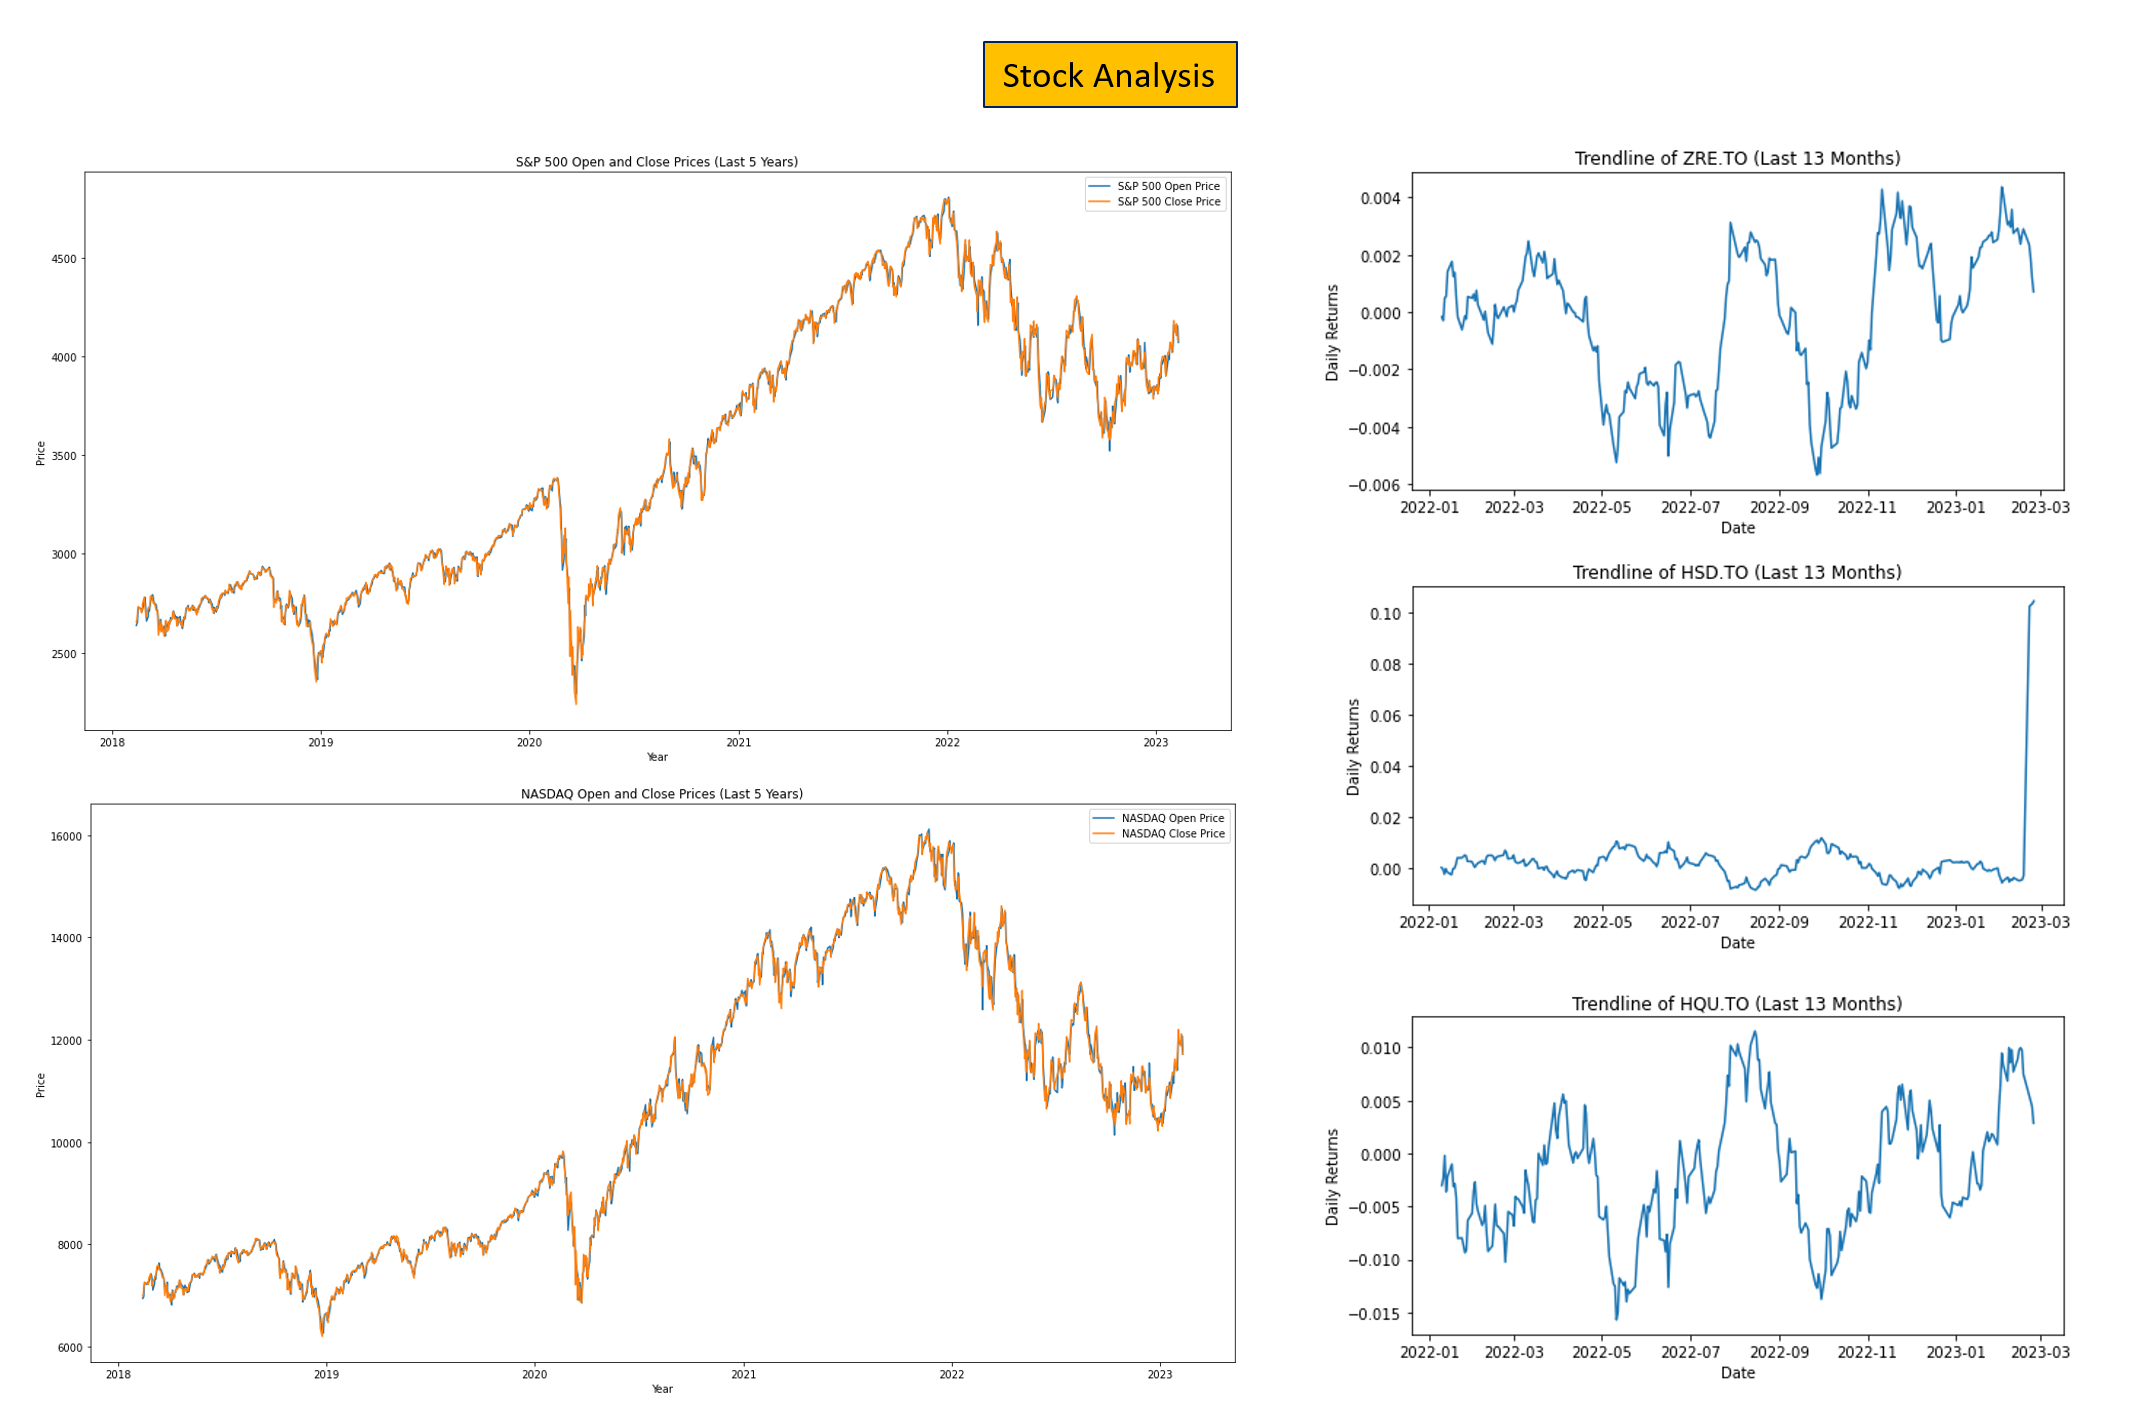 Stock Analysis
S&P 500 Open and Close Prices (Last 5 Years)
S&P 500 Open Price
S&P 500 Close Price
4500
4000
3500
3000
2500
Price
2018 2019 2020 2021 2022 2023
Year
NASDAQ Open and Close Prices (Last 5 Years)
NASDAQ Open Price
NASDAQ Close Price
16000
14000
12000
10000
8000
6000
Price
2018 2019 2020 2021 2022 2023
Year
Trendline of ZRE.TO (Last 13 Months)
0.004
0.002
0.000
−0.002
−0.004
−0.006
Daily Returns
2022-01 2022-03 2022-05 2022-07 2022-09 2022-11 2023-01 2023-03
Date
Trendline of HSD.TO (Last 13 Months)
0.10
0.08
0.06
0.04
0.02
0.00
Daily Returns
2022-01 2022-03 2022-05 2022-07 2022-09 2022-11 2023-01 2023-03
Date
Trendline of HQU.TO (Last 13 Months)
0.010
0.005
0.000
−0.005
−0.010
−0.015
Daily Returns
2022-01 2022-03 2022-05 2022-07 2022-09 2022-11 2023-01 2023-03
Date